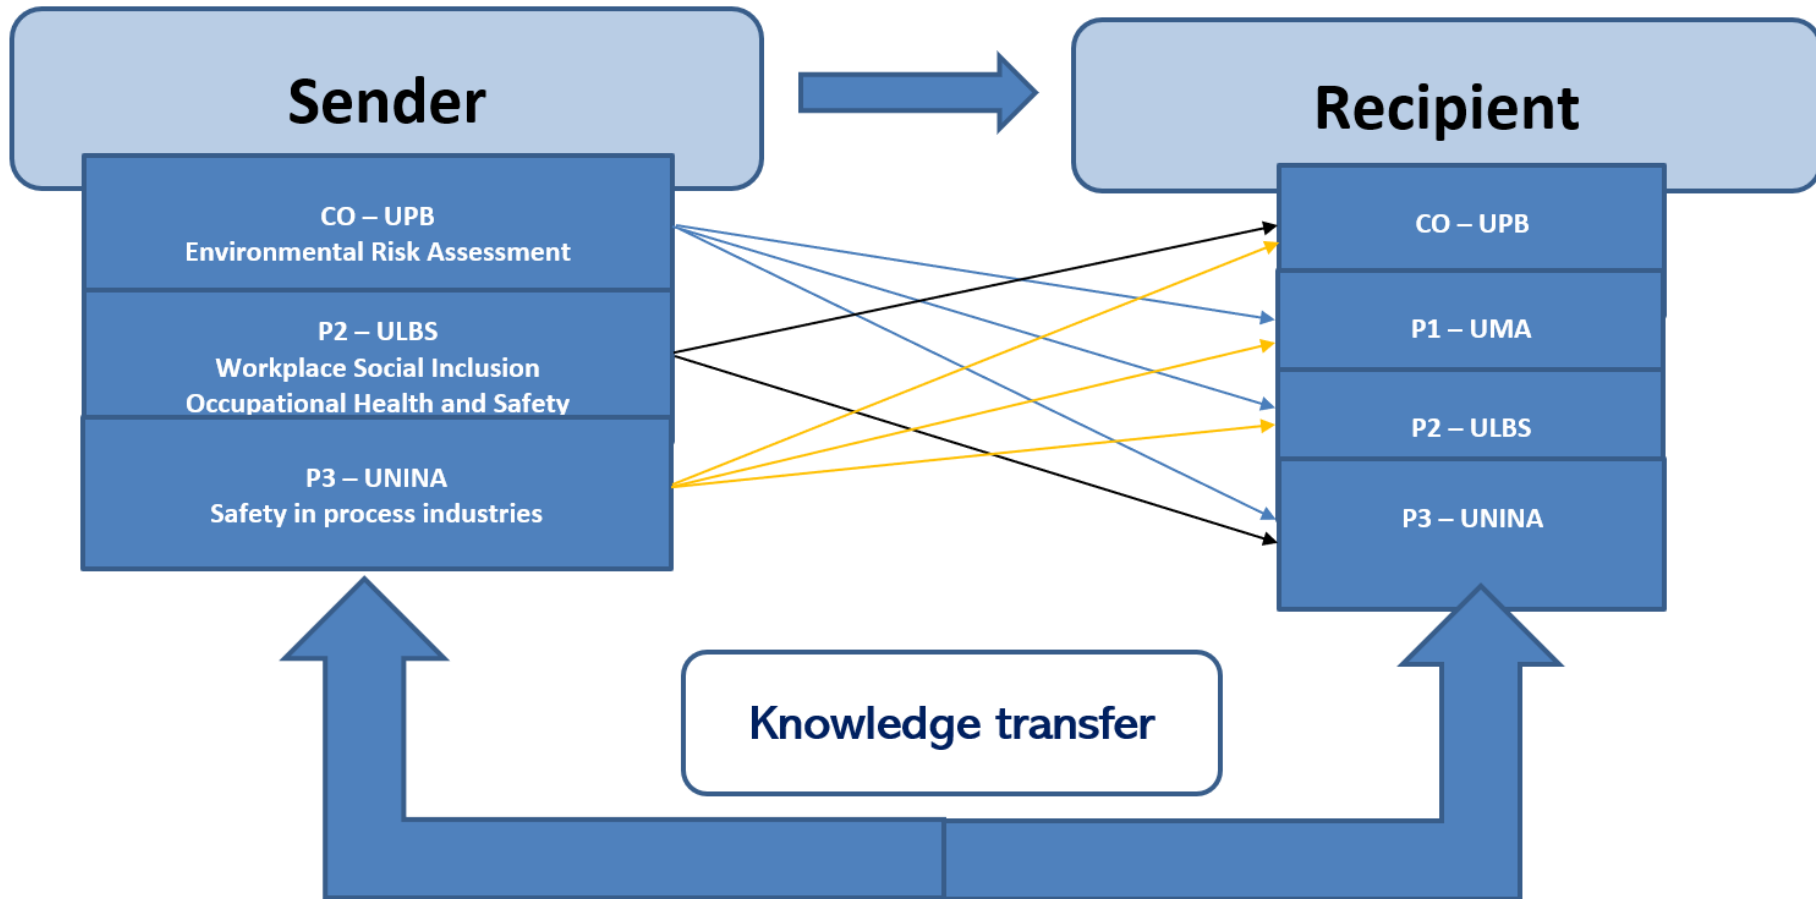 Sender
Recipient
CO – UPB
Environmental Risk Assessment
P2 – ULBS
Workplace Social Inclusion
Occupational Health and Safety
P3 – UNINA
Safety in process industries
CO – UPB
P1 – UMA
P2 – ULBS
P3 – UNINA
Knowledge transfer